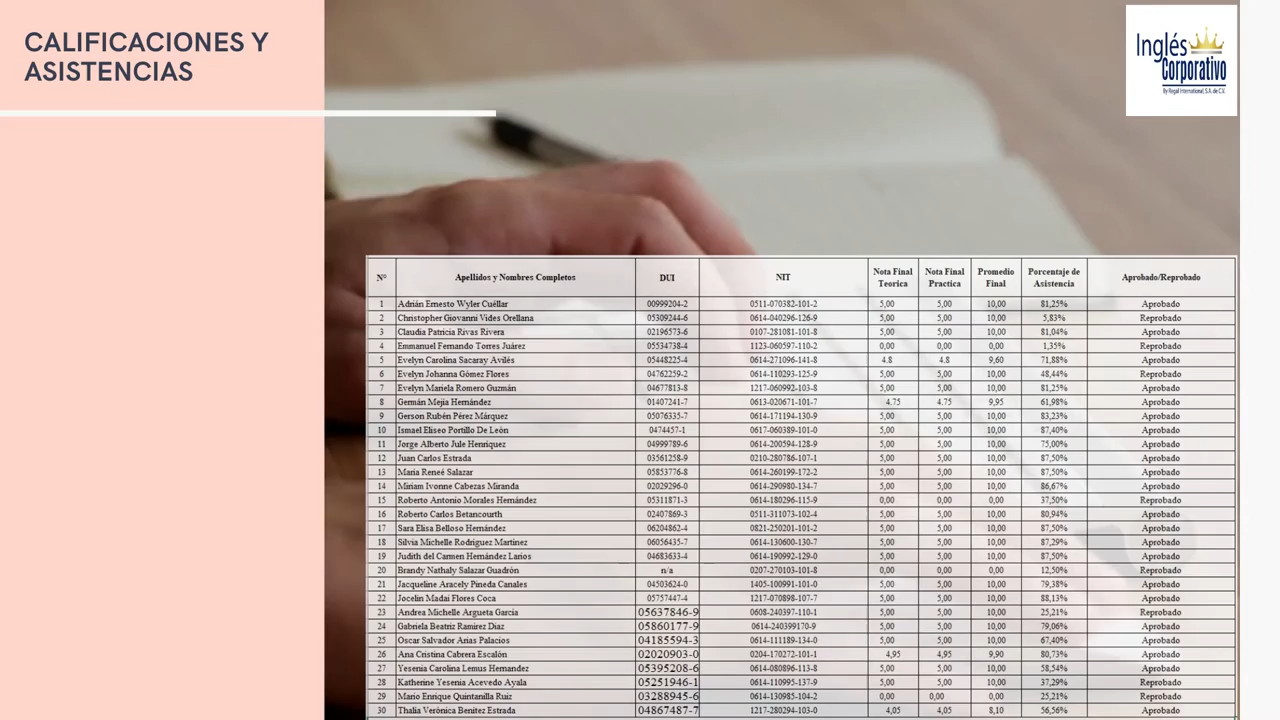 CALIFICACIONES Y
ASISTENCIAS
Inglés
Corporativo
By Regal International, S.A. de C.V.
N° Apellidos y Nombres Completos DUI NIT Nota Final Teorica Nota Final Practica Promedio Final Porcentaje de Asistencia Aprobado/Reprobado
1 Adrián Ernesto Wyler Cuéllar 00999204-2 0511-070382-101-2 5,00 5,00 10,00 81,25% Aprobado
2 Christopher Giovanni Vides Orellana 05309244-6 0614-040296-126-9 5,00 5,00 10,00 5,83% Reprobado
3 Claudia Patricia Rivas Rivera 02196573-6 0107-281081-101-8 5,00 5,00 10,00 81,04% Aprobado
4 Emmanuel Fernando Torres Juárez 05534738-4 1123-060597-110-2 0,00 0,00 0,00 1,35% Reprobado
5 Evelyn Carolina Sacaray Avilés 05448225-4 0614-271096-141-8 4.8 4.8 9,60 71,88% Aprobado
6 Evelyn Johanna Gómez Flores 04762259-2 0614-110293-125-9 5,00 5,00 10,00 48,44% Reprobado
7 Evelyn Mariela Romero Guzmán 04677813-8 1217-060992-103-8 5,00 5,00 10,00 81,25% Aprobado
8 Germán Mejía Hernández 01407241-7 0613-020671-101-7 4.75 4.75 9,95 61,98% Aprobado
9 Gerson Rubén Pérez Márquez 05076335-7 0614-171194-130-9 5,00 5,00 10,00 83,23% Aprobado
10 Ismael Eliseo Portillo De León 0474457-1 0617-060389-101-0 5,00 5,00 10,00 87,40% Aprobado
11 Jorge Alberto Jule Henríquez 04999789-6 0614-200594-128-9 5,00 5,00 10,00 75,00% Aprobado
12 Juan Carlos Estrada 03561258-9 0210-280786-107-1 5,00 5,00 10,00 87,50% Aprobado
13 María Reneé Salazar 05853776-8 0614-260199-172-2 5,00 5,00 10,00 87,50% Aprobado
14 Miriam Ivonne Cabezas Miranda 02029296-0 0614-290980-134-7 5,00 5,00 10,00 86,67% Aprobado
15 Roberto Antonio Morales Hernández 05311871-3 0614-180296-115-9 0,00 0,00 0,00 37,50% Reprobado
16 Roberto Carlos Betancourth 02407869-3 0511-311073-102-4 5,00 5,00 10,00 80,94% Aprobado
17 Sara Elisa Belloso Hernández 06204862-4 0821-250201-101-2 5,00 5,00 10,00 87,50% Aprobado
18 Silvia Michelle Rodríguez Martínez 06056435-7 0614-130600-130-7 5,00 5,00 10,00 87,29% Aprobado
19 Judith del Carmen Hernández Larios 04683633-4 0614-190992-129-0 5,00 5,00 10,00 87,50% Aprobado
20 Brandy Nathaly Salazar Guadrón n/a 0207-270103-101-8 0,00 0,00 0,00 12,50% Reprobado
21 Jacqueline Aracely Pineda Canales 04503624-0 1405-100991-101-0 5,00 5,00 10,00 79,38% Aprobado
22 Jocelin Madai Flores Coca 05757447-4 1217-070898-107-7 5,00 5,00 10,00 88,13% Aprobado
23 Andrea Michelle Argueta García 05637846-9 0608-240397-110-1 5,00 5,00 10,00 25,21% Reprobado
24 Gabriela Beatriz Ramírez Díaz 05860177-9 0614-240399170-9 5,00 5,00 10,00 79,06% Aprobado
25 Oscar Salvador Arias Palacios 04185594-3 0614-111189-134-0 5,00 5,00 10,00 67,40% Aprobado
26 Ana Cristina Cabrera Escalón 02020903-0 0204-170272-101-1 4,95 4,95 9,90 80,73% Aprobado
27 Yesenia Carolina Lemus Hernandez 05395208-6 0614-080896-113-8 5,00 5,00 10,00 58,54% Aprobado
28 Katherine Yesenia Acevedo Ayala 05251946-1 0614-110995-137-9 5,00 5,00 10,00 37,29% Reprobado
29 Mario Enrique Quintanilla Ruiz 03288945-6 0614-130985-104-2 0,00 0,00 0,00 25,21% Reprobado
30 Thalía Verónica Benítez Estrada 04867487-7 1217-280294-103-0 4,05 4,05 8,10 56,56% Aprobado